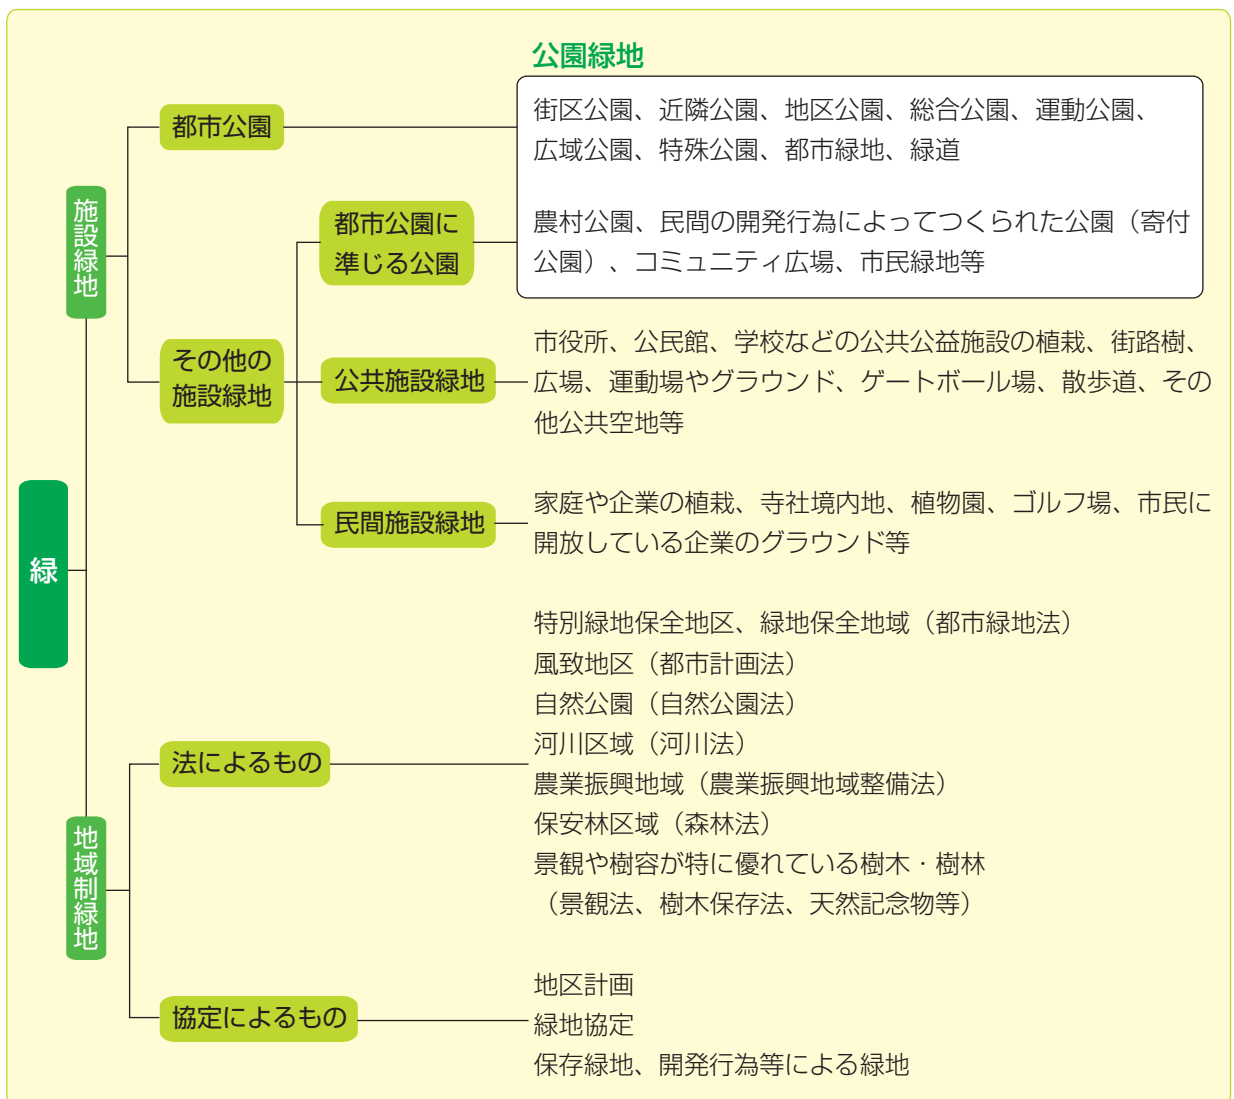 公園緑地
都市公園
街区公園、近隣公園、地区公園、総合公園、運動公園、
広域公園、特殊公園、都市緑地、緑道
施設緑地
都市公園に
準じる公園
農村公園、民間の開発行為によってつくられた公園（寄付
公園）、コミュニティ広場、市民緑地等
その他の
施設緑地
公共施設緑地
市役所、公民館、学校などの公共公益施設の植栽、街路樹、
広場、運動場やグラウンド、ゲートボール場、散歩道、その
他公共空地等
民間施設緑地
家庭や企業の植栽、寺社境内地、植物園、ゴルフ場、市民に
開放している企業のグラウンド等
緑
特別緑地保全地区、緑地保全地域（都市緑地法）
風致地区（都市計画法）
自然公園（自然公園法）
法によるもの
河川区域（河川法）
農業振興地域（農業振興地域整備法）
保安林区域（森林法）
景観や樹容が特に優れている樹木・樹林
（景観法、樹木保存法、天然記念物等）
地域制緑地
協定によるもの
地区計画
緑地協定
保存緑地、開発行為等による緑地